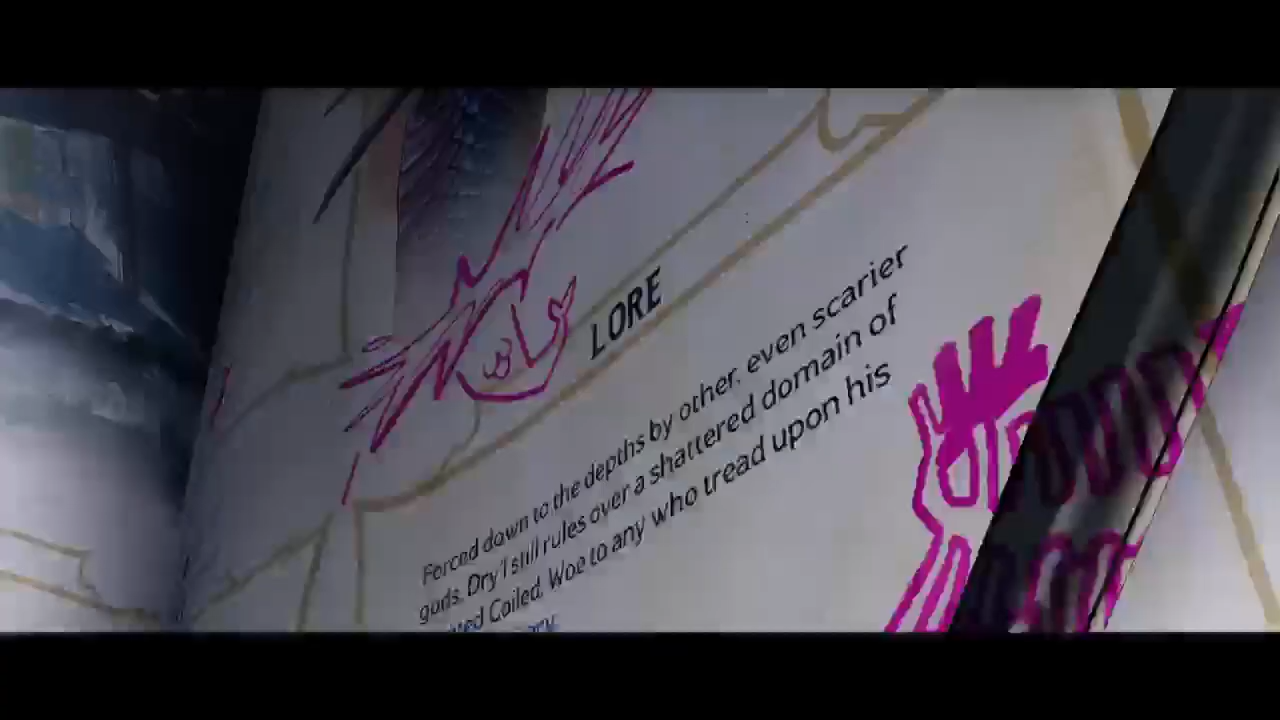 LORE
Forced down to the depths by other, even scarier
gods. Dry'l still rules over a shattered domain of
Coiled. Woe to any who tread upon his